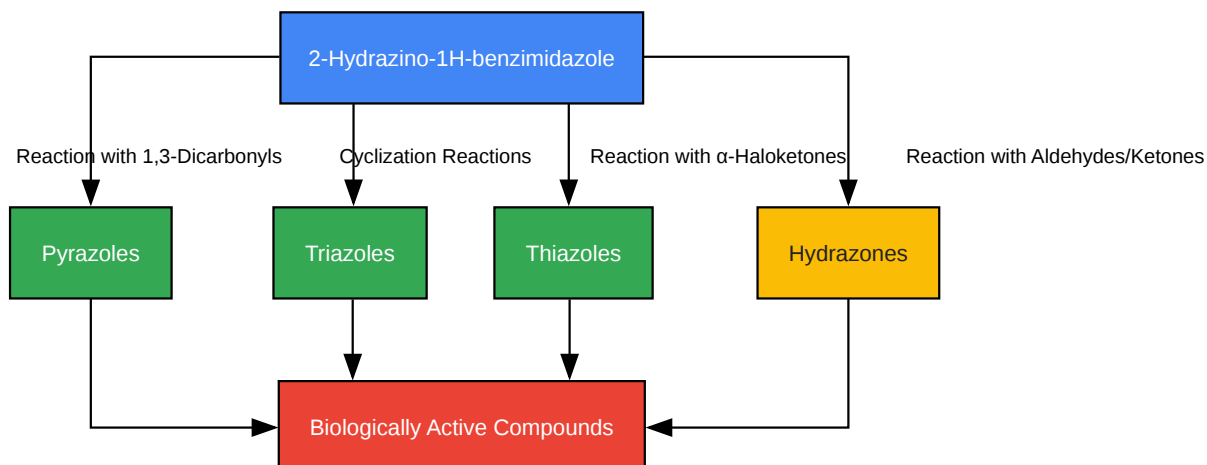 2-Hydrazino-1H-benzimidazole
Reaction with 1,3-Dicarbonyls
Cyclization Reactions
Reaction with α-Haloketones
Reaction with Aldehydes/Ketones
Pyrazoles
Triazoles
Thiazoles
Hydrazones
Biologically Active Compounds